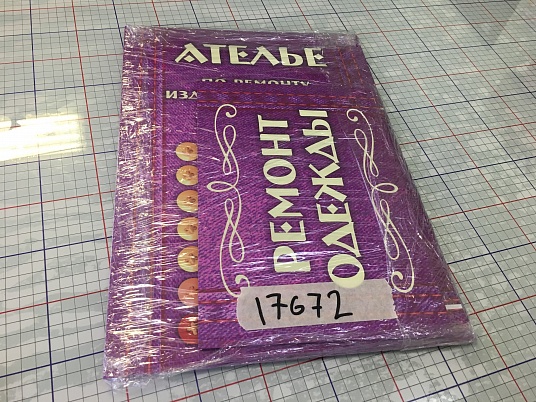 АТЕЛЬЕ
ПО РЕМОНТУ
ИЗД
РЕМОНТ
ОДЕЖДЫ
17672